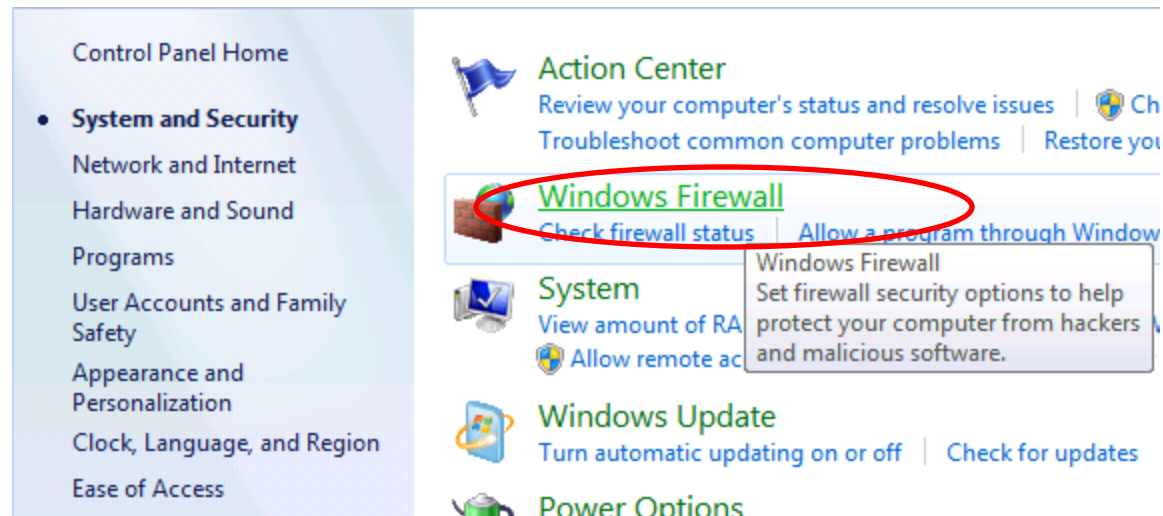 Control Panel Home
System and Security
Network and Internet
Hardware and Sound
Programs
User Accounts and Family
Safety
Appearance and
Personalization
Clock, Language, and Region
Ease of Access
Action Center
Review your computer's status and resolve issues Ch
Troubleshoot common computer problems Restore you
Windows Firewall
Check firewall status Allow a program through Window
Windows Firewall
Set firewall security options to help
protect your computer from hackers
and malicious software.
System
View amount of RA
Allow remote ac
Windows Update
Turn automatic updating on or off Check for updates
Power Options